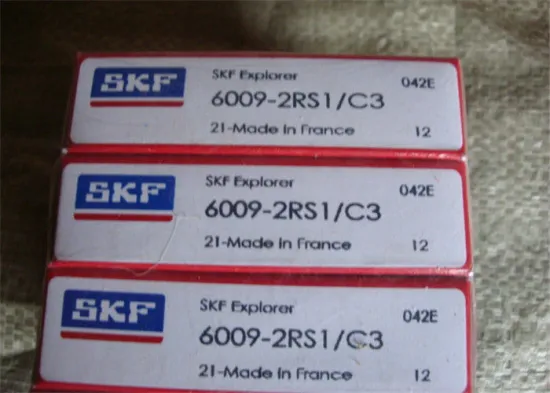 SKF
SKF Explorer 042E
6009-2RS1/C3
21-Made In France 12
SKF
SKF Explorer 042E
6009-2RS1/C3
21-Made In France 12
SKF
SKF Explorer 042E
6009-2RS1/C3
21-Made In France 12